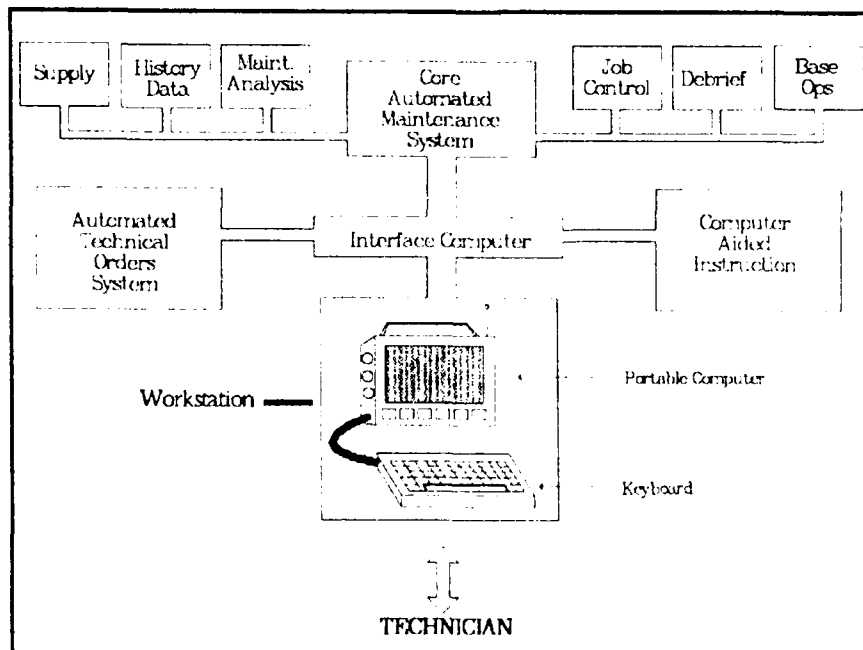 Supply
History
Data
Maint.
Analysis
Core
Automated
Maintenance
System
Job
Control
Debrief
Base
Ops
Automated
Technical
Orders
System
Interface Computer
Computer
Aided
Instruction
Workstation
Portable Computer
Keyboard
TECHNICIAN